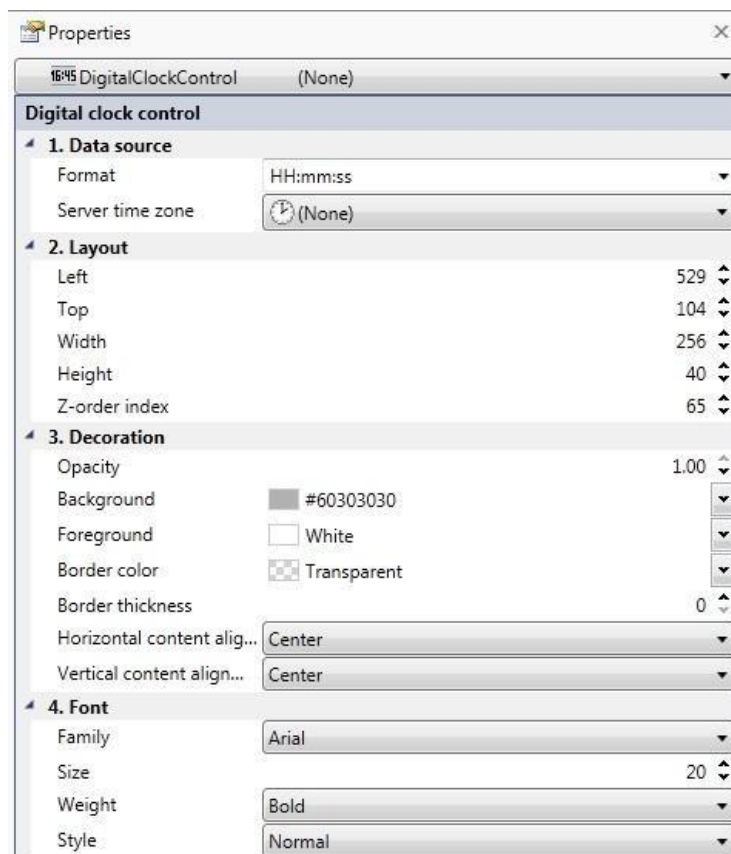 Properties
16:45 DigitalClockControl (None)
Digital clock control
1. Data source
Format HH:mm:ss
Server time zone (None)
2. Layout
Left 529
Top 104
Width 256
Height 40
Z-order index 65
3. Decoration
Opacity 1.00
Background #60303030
Foreground White
Border color Transparent
Border thickness 0
Horizontal content alig... Center
Vertical content align... Center
4. Font
Family Arial
Size 20
Weight Bold
Style Normal